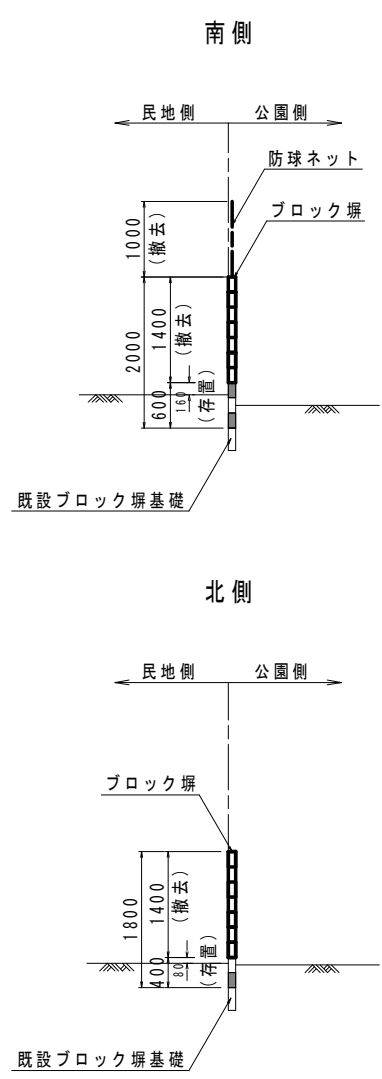 南側
民地側
公園側
防球ネット
ブロック塀
1000
(撤去)
2000
1400
(撤去)
600
160
(存置)
既設ブロック塀基礎
北側
民地側
公園側
ブロック塀
1800
1400
(撤去)
400
80
(存置)
既設ブロック塀基礎